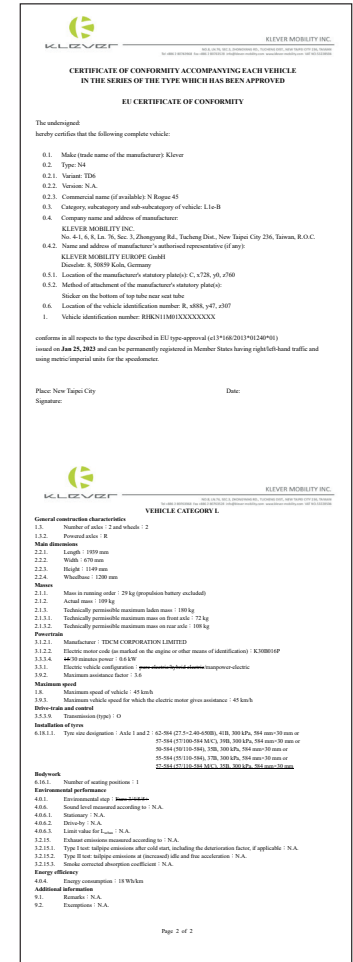 KLEVER
KLEVER MOBILITY INC.
CERTIFICATE OF CONFORMITY ACCOMPANYING EACH VEHICLE
IN THE SERIES OF THE TYPE WHICH HAS BEEN APPROVED
EU CERTIFICATE OF CONFORMITY
The undersigned:
hereby certifies that the following complete vehicle:
0.1. Make (trade name of the manufacturer): Klever
0.2. Type: N4
0.2.1. Variant: TD6
0.2.2. Version: N.A.
0.2.3. Commercial name (if available): N Rogue 45
0.3. Category, subcategory and sub-subcategory of vehicle: L1e-B
0.4. Company name and address of manufacturer:
KLEVER MOBILITY INC.
No. 4-1, 6, 8, Ln. 76, Sec. 3, Zhongyang Rd., Tucheng Dist., New Taipei City 236, Taiwan, R.O.C.
0.4.2. Name and address of manufacturer's authorised representative (if any):
KLEVER MOBILITY EUROPE GmbH
Dieselstr. 8, 50859 Koln, Germany
0.5.1. Location of the manufacturer's statutory plate(s): C, x728, y0, z760
0.5.2. Method of attachment of the manufacturer's statutory plate(s):
Sticker on the bottom of top tube near seat tube
0.6. Location of the vehicle identification number: R, x888, y47, z307
1. Vehicle identification number: RHKN11M01XXXXXXXX
conforms in all respects to the type described in EU type-approval (e13*168/2013*01240*01)
issued on Jan 25, 2023 and can be permanently registered in Member States having right/left-hand traffic and
using metric/imperial units for the speedometer.
Place: New Taipei City Date:
Signature:
KLEVER
KLEVER MOBILITY INC.
VEHICLE CATEGORY L
General construction characteristics
1.3. Number of axles：2 and wheels：2
1.3.2. Powered axles：R
Main dimensions
2.2.1. Length：1939 mm
2.2.2. Width：670 mm
2.2.3. Height：1149 mm
2.2.4. Wheelbase：1200 mm
Masses
2.1.1. Mass in running order：29 kg (propulsion battery excluded)
2.1.2. Actual mass：109 kg
2.1.3. Technically permissible maximum laden mass：180 kg
2.1.3.1. Technically permissible maximum mass on front axle：72 kg
2.1.3.2. Technically permissible maximum mass on rear axle：108 kg
Powertrain
3.1.2.1. Manufacturer：TDCM CORPORATION LIMITED
3.1.2.2. Electric motor code (as marked on the engine or other means of identification)：K30B016P
3.3.3.4. 15/30 minutes power：0.6 kW
3.3.1. Electric vehicle configuration：pure electric/hybrid electric/manpower-electric
3.9.2. Maximum assistance factor：3.6
Maximum speed
1.8. Maximum speed of vehicle：45 km/h
3.9.3. Maximum vehicle speed for which the electric motor gives assistance：45 km/h
Drive-train and control
3.5.3.9. Transmission (type)：O
Installation of tyres
6.18.1.1. Tyre size designation：Axle 1 and 2：62-584 (27.5×2.40-650B), 41B, 300 kPa, 584 mm×30 mm or
57-584 (57/110-584 M/C), 39B, 300 kPa, 584 mm×30 mm or
50-584 (50/110-584), 35B, 300 kPa, 584 mm×30 mm or
55-584 (55/110-584), 37B, 300 kPa, 584 mm×30 mm or
57-584 (57/110-584 M/C), 35B, 300 kPa, 584 mm×30 mm
Bodywork
6.16.1. Number of seating positions：1
Environmental performance
4.0.1. Environmental step：
4.0.6. Sound level measured according to：N.A.
4.0.6.1. Stationary：N.A.
4.0.6.2. Drive-by：N.A.
4.0.6.3. Limit value for Lurban：N.A.
3.2.15. Exhaust emissions measured according to：N.A.
3.2.15.1. Type I test: tailpipe emissions after cold start, including the deterioration factor, if applicable：N.A.
3.2.15.2. Type II test: tailpipe emissions at (increased) idle and free acceleration：N.A.
3.2.15.3. Smoke corrected absorption coefficient：N.A.
Energy efficiency
4.0.4. Energy consumption：18 Wh/km
Additional information
9.1. Remarks：N.A.
9.2. Exemptions：N.A.
Page 2 of 2